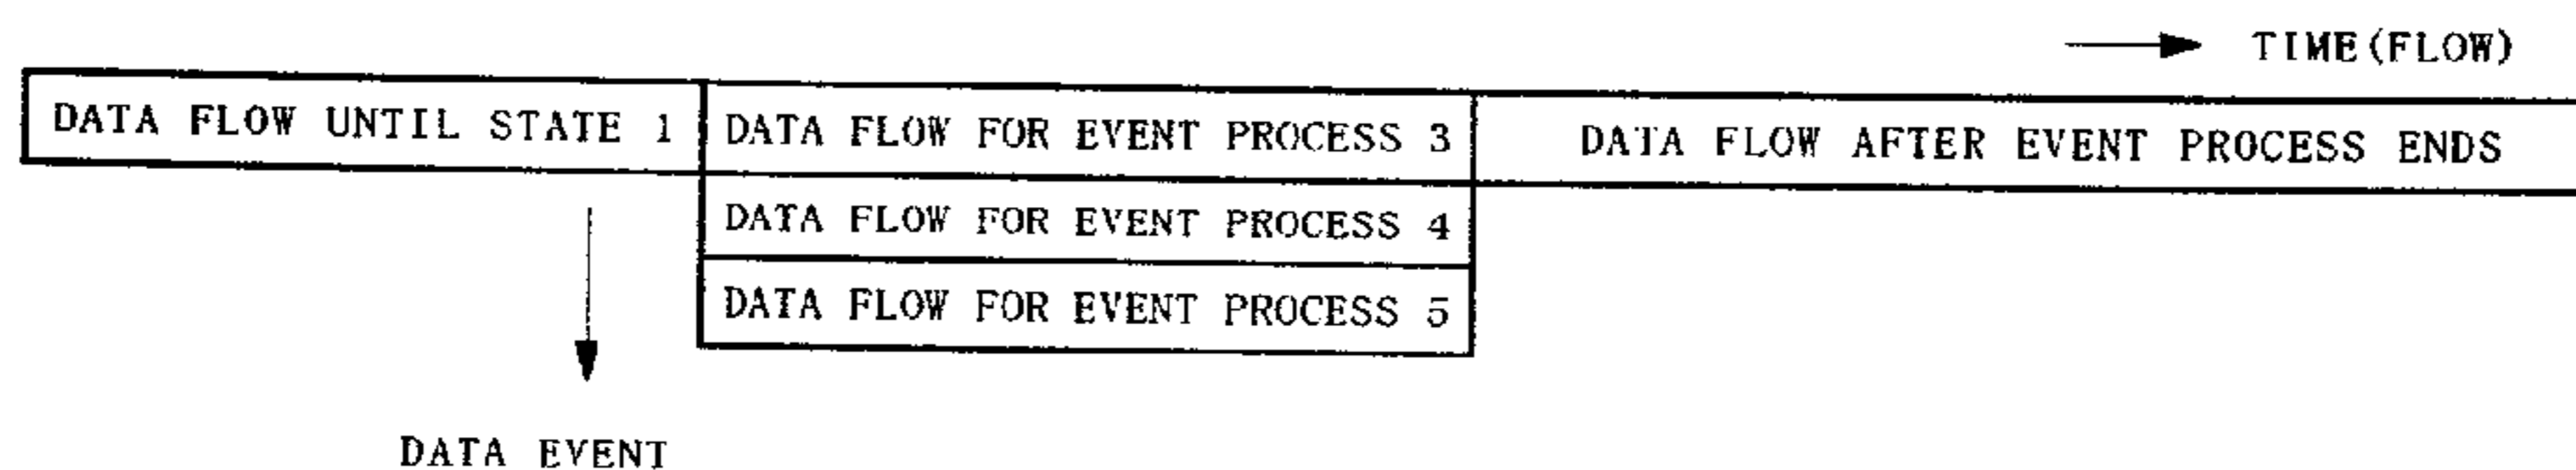 TIME(FLOW)
DATA FLOW UNTIL STATE 1
DATA FLOW FOR EVENT PROCESS 3
DATA FLOW AFTER EVENT PROCESS ENDS
DATA FLOW FOR EVENT PROCESS 4
DATA FLOW FOR EVENT PROCESS 5
DATA EVENT